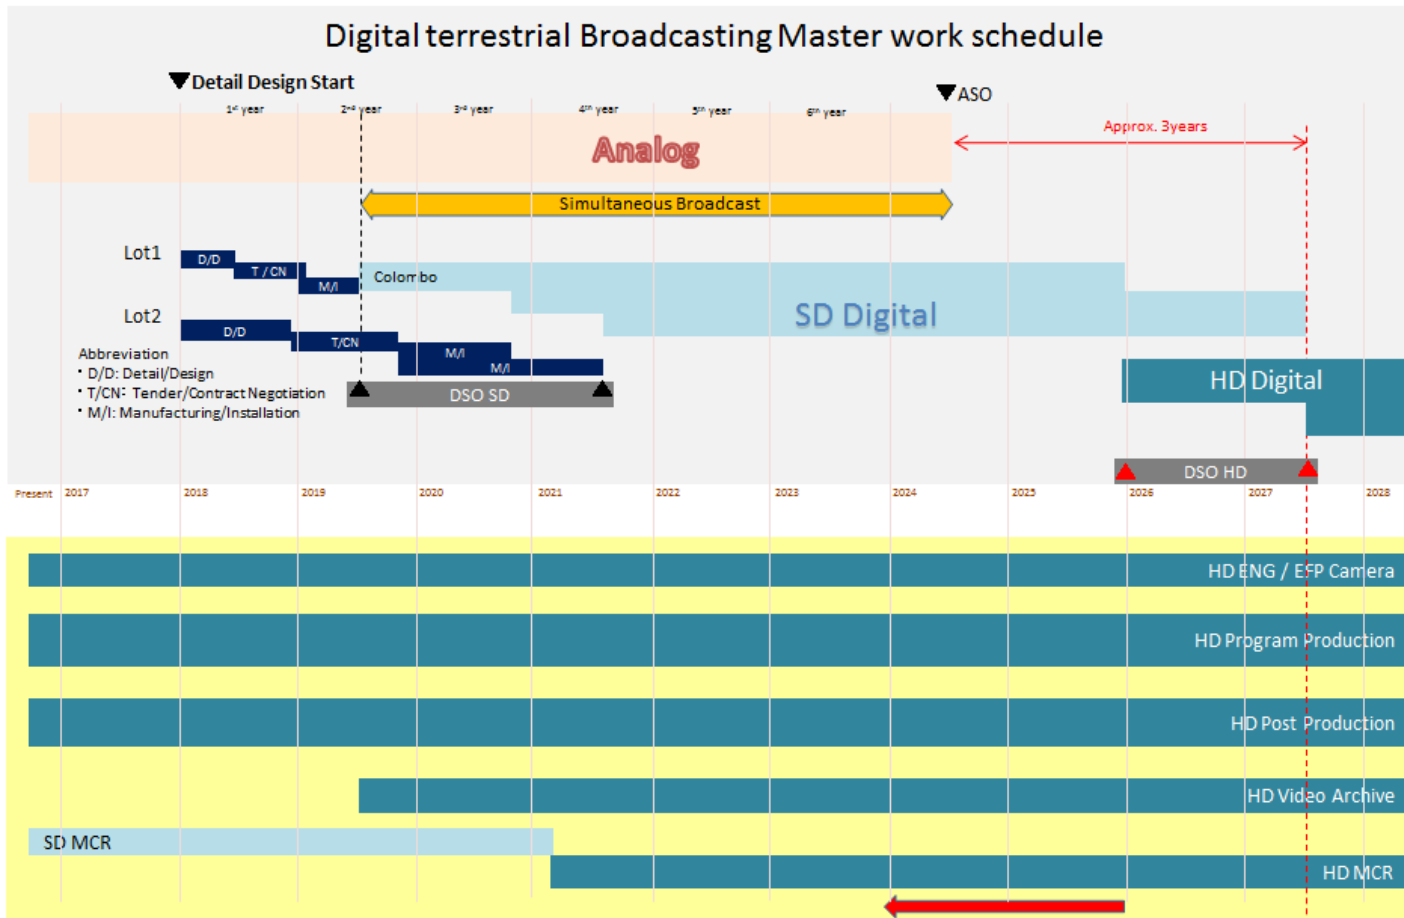 Digital terrestrial Broadcasting Master work schedule
▼Detail Design Start
▼ASO
1st year
2nd year
3rd year
4th year
5th year
6th year
Approx. 3years
Analog
Simultaneous Broadcast
Lot1
D/D
T / CN
M/I
Colombo
SD Digital
Lot2
D/D
T/CN
M/I
M/I
Abbreviation
・D/D: Detail/Design
・T/CN: Tender/Contract Negotiation
・M/I: Manufacturing/Installation
DSO SD
HD Digital
DSO HD
Present
2017
2018
2019
2020
2021
2022
2023
2024
2025
2026
2027
2028
HD ENG / EFP Camera
HD Program Production
HD Post Production
HD Video Archive
SD MCR
HD MCR